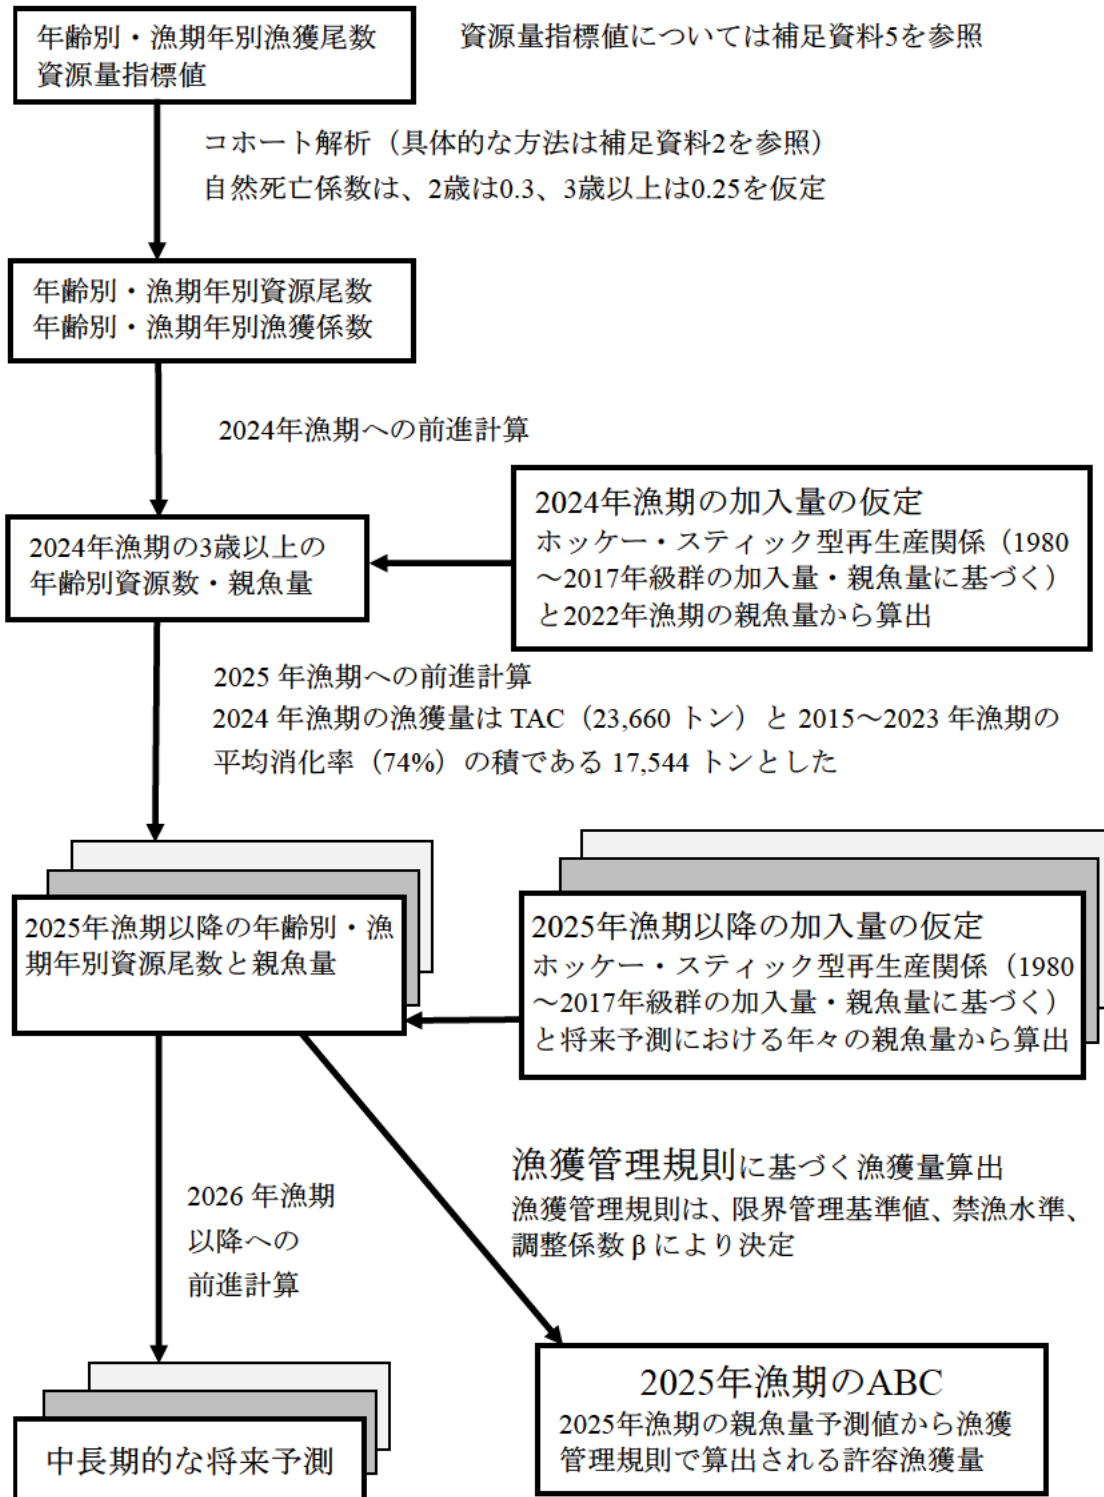 年齢別・漁期年別漁獲尾数
資源量指標値
資源量指標値については補足資料5を参照
コホート解析（具体的な方法は補足資料2を参照）
自然死亡係数は、2歳は0.3、3歳以上は0.25を仮定
年齢別・漁期年別資源尾数
年齢別・漁期年別漁獲係数
2024年漁期への前進計算
2024年漁期の加入量の仮定
ホッケー・スティック型再生産関係（1980
～2017年級群の加入量・親魚量に基づく）
と2022年漁期の親魚量から算出
2024年漁期の3歳以上の
年齢別資源数・親魚量
2025 年漁期への前進計算
2024 年漁期の漁獲量は TAC（23,660 トン）と 2015～2023 年漁期の
平均消化率（74%）の積である 17,544 トンとした
2025年漁期以降の年齢別・漁
期年別資源尾数と親魚量
2025年漁期以降の加入量の仮定
ホッケー・スティック型再生産関係（1980
～2017年級群の加入量・親魚量に基づく）
と将来予測における年々の親魚量から算出
漁獲管理規則に基づく漁獲量算出
漁獲管理規則は、限界管理基準値、禁漁水準、
調整係数 β により決定
2026 年漁期
以降への
前進計算
2025年漁期のABC
2025年漁期の親魚量予測値から漁獲
管理規則で算出される許容漁獲量
中長期的な将来予測